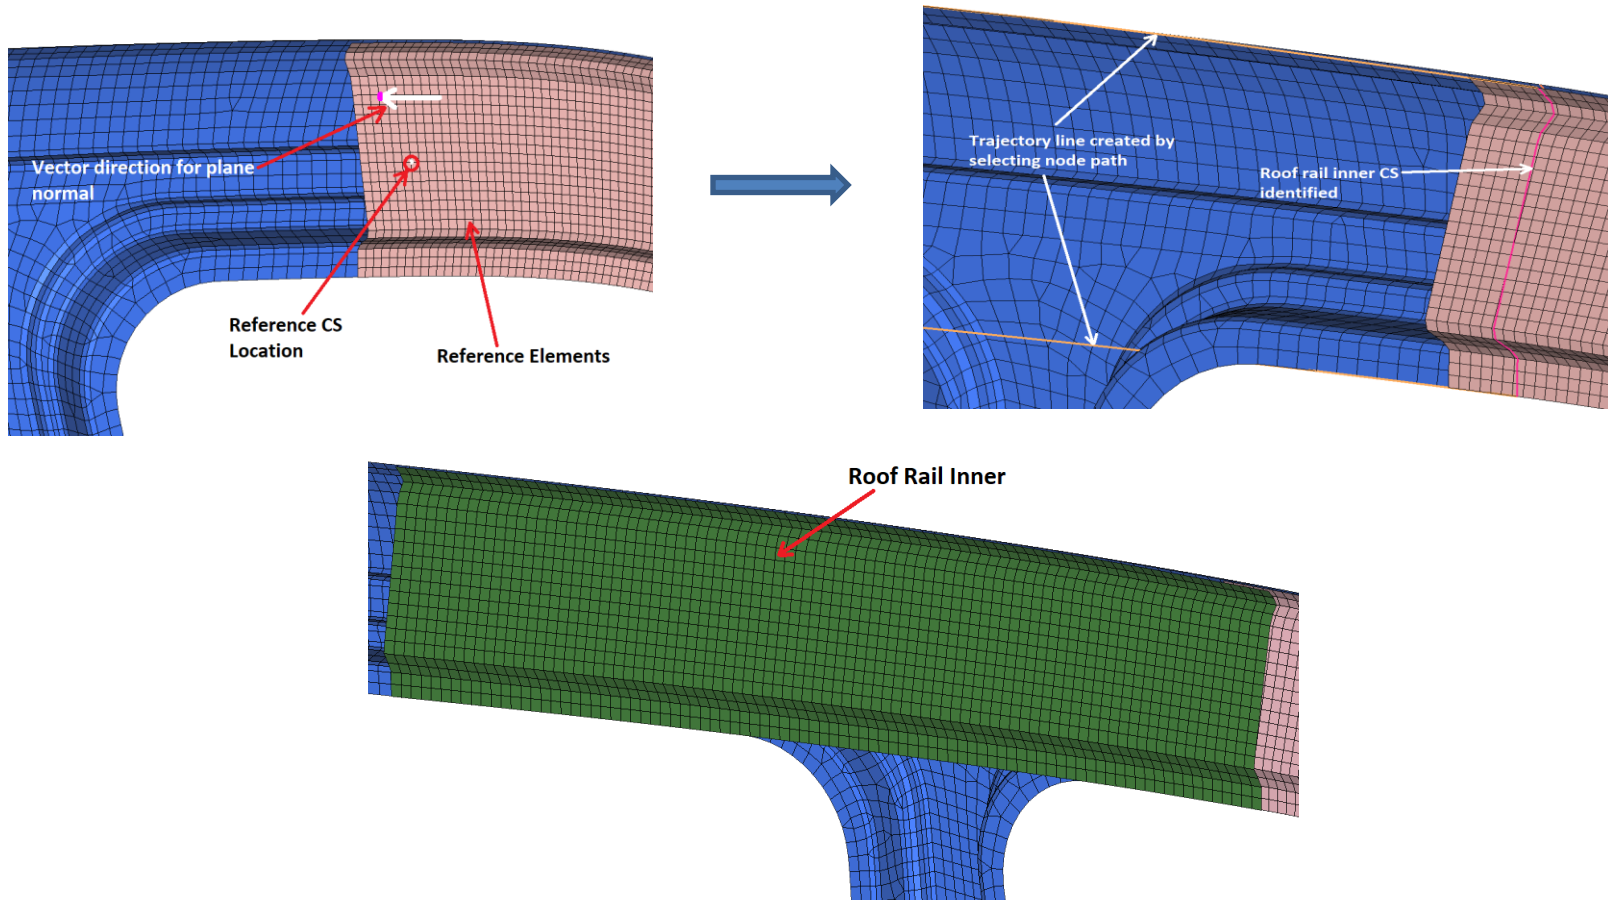 Vector direction for plane
normal
Reference CS
Location
Reference Elements
Trajectory line created by
selecting node path
Roof rail inner CS
identified
Roof Rail Inner